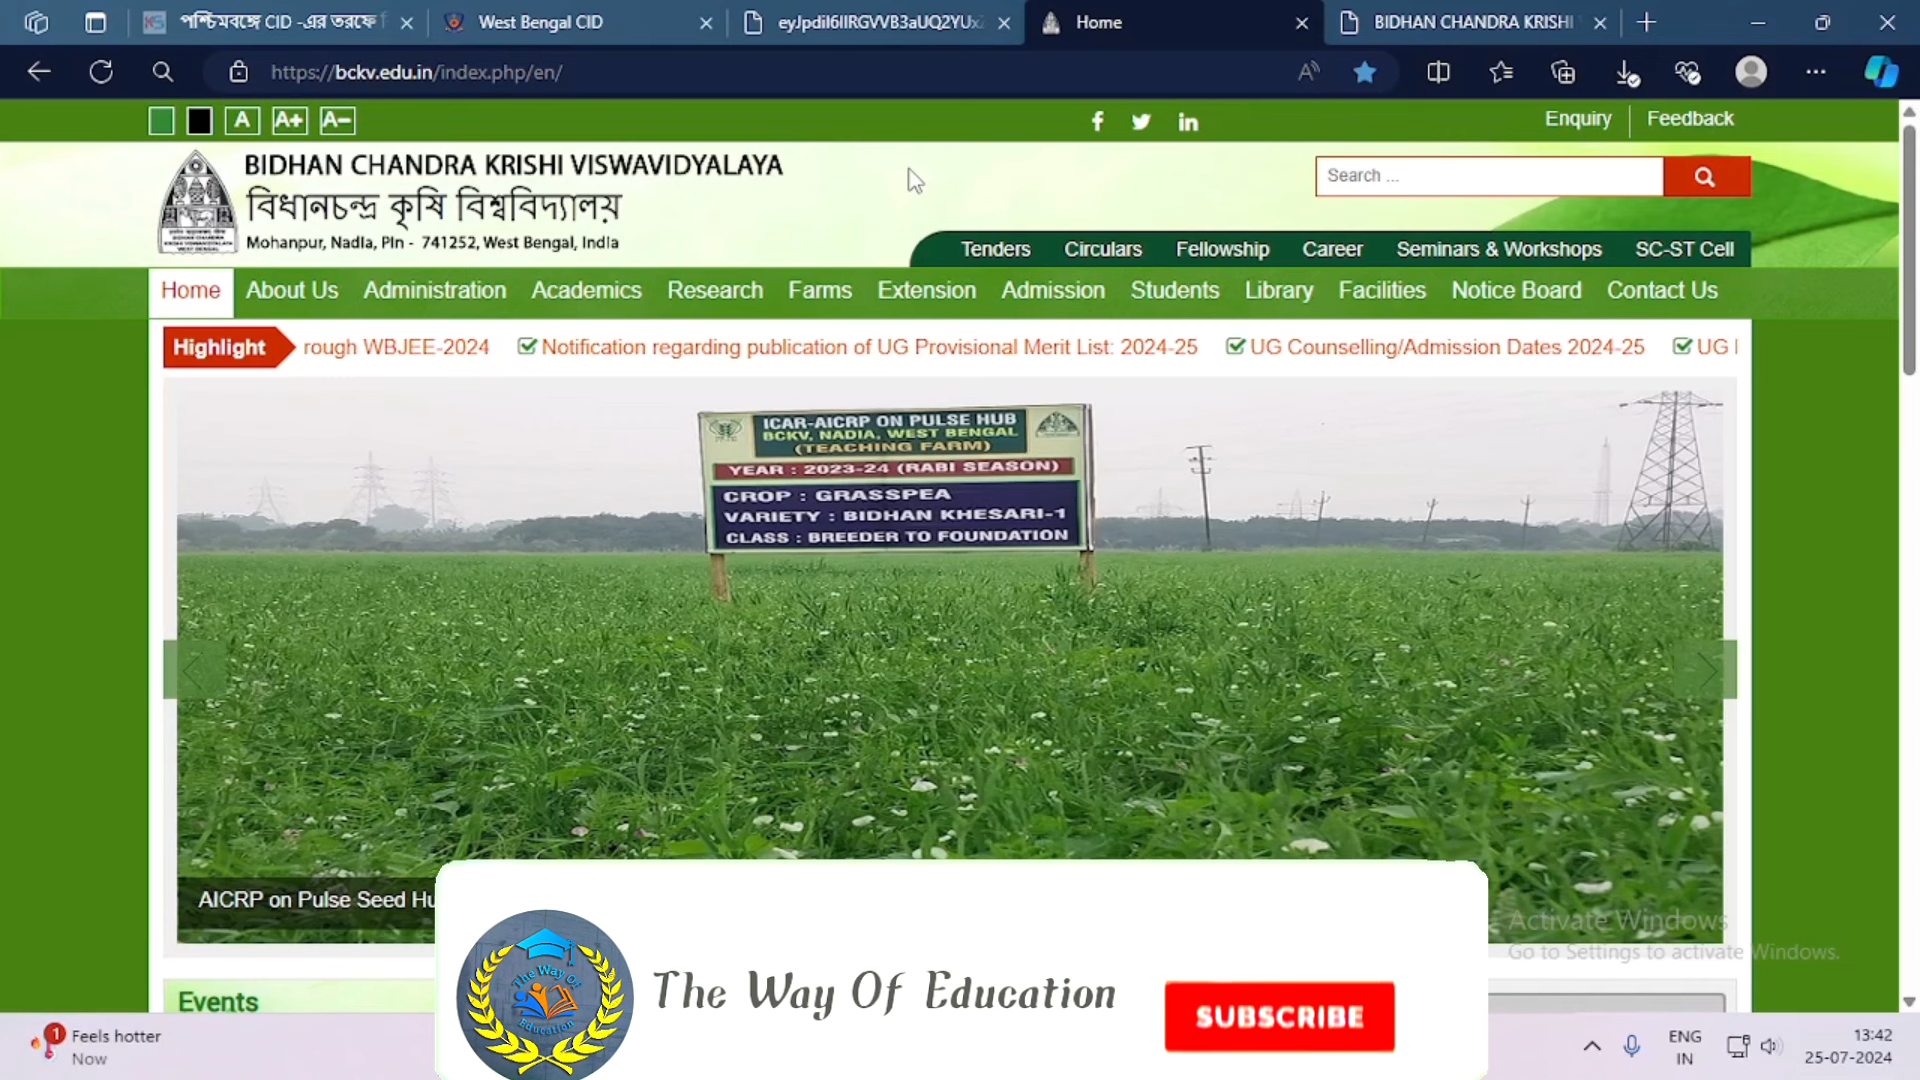 পশ্চিমবঙ্গে CID -এর তরফে
West Bengal CID
Home
BIDHAN CHANDRA KRISHI
https://bckv.edu.in/index.php/en/
A A+ A-
Enquiry
Feedback
BIDHAN CHANDRA KRISHI VISWAVIDYALAYA
বিধানচন্দ্র কৃষি বিশ্ববিদ্যালয়
Mohanpur, Nadia, Pin - 741252, West Bengal, India
Search ...
Tenders Circulars Fellowship Career Seminars & Workshops SC-ST Cell
Home About Us Administration Academics Research Farms Extension Admission Students Library Facilities Notice Board Contact Us
Highlight rough WBJEE-2024 Notification regarding publication of UG Provisional Merit List: 2024-25 UG Counselling/Admission Dates 2024-25 UG
ICAR-AICRP ON PULSE HUB
BCKV, NADIA, WEST BENGAL
(TEACHING FARM)
YEAR : 2023-24 (RABI SEASON)
CROP : GRASSPEA
VARIETY : BIDHAN KHESARI-1
CLASS : BREEDER TO FOUNDATION
AICRP on Pulse Seed Hu
Activate Windows
Go to Settings to activate Windows.
Events
The Way Of Education
The Way Of Education
SUBSCRIBE
1
Feels hotter
Now
ENG
IN
13:42
25-07-2024